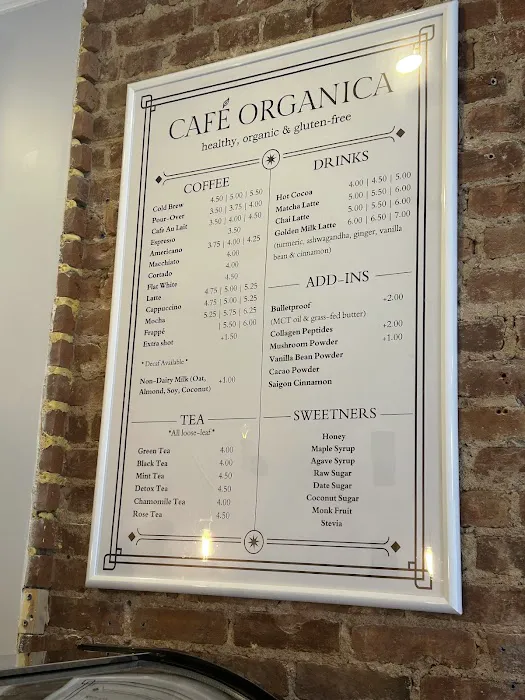 CAFÉ ORGANICA
healthy, organic & gluten-free
COFFEE
Cold Brew 4.50 | 5.00 | 5.50
Pour-Over 3.50 | 3.75 | 4.00
Cafe Au Lait 3.50 | 4.00 | 4.50
Espresso 3.50
Americano 3.75 | 4.00 | 4.25
Macchiato 4.00
Cortado 4.00
Flat White 4.50
Latte 4.75 | 5.00 | 5.25
Cappuccino 4.75 | 5.00 | 5.25
Mocha 5.25 | 5.75 | 6.25
Frappé | 5.50 | 6.00
Extra shot +1.50
*Decaf Available*
Non-Dairy Milk (Oat, +1.00
Almond, Soy, Coconut)
TEA
*All loose-leaf*
Green Tea 4.00
Black Tea 4.00
Mint Tea 4.50
Detox Tea 4.50
Chamomile Tea 4.00
Rose Tea 4.50
DRINKS
Hot Cocoa 4.00 | 4.50 | 5.00
Matcha Latte 5.00 | 5.50 | 6.00
Chai Latte 5.00 | 5.50 | 6.00
Golden Milk Latte 6.00 | 6.50 | 7.00
(turmeric, ashwagandha, ginger, vanilla
bean & cinnamon)
ADD-INS
Bulletproof +2.00
(MCT oil & grass-fed butter)
Collagen Peptides +2.00
Mushroom Powder +1.00
Vanilla Bean Powder
Cacao Powder
Saigon Cinnamon
SWEETNERS
Honey
Maple Syrup
Agave Syrup
Raw Sugar
Date Sugar
Coconut Sugar
Monk Fruit
Stevia